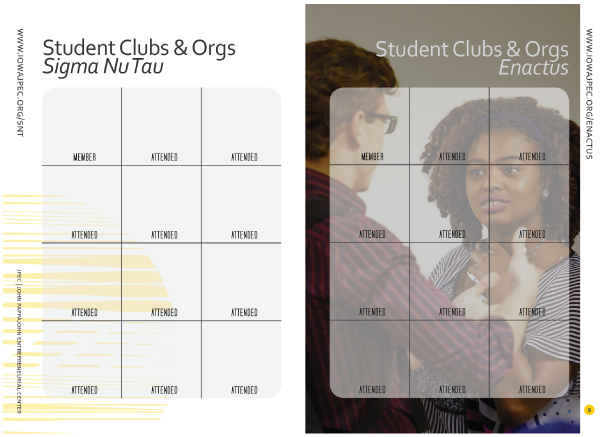 WWW.IOWAJPEC.ORG/SNT
Student Clubs & Orgs
Sigma Nu Tau
MEMBER ATTENDED ATTENDED
ATTENDED ATTENDED ATTENDED
ATTENDED ATTENDED ATTENDED
ATTENDED ATTENDED ATTENDED
JPEC | JOHN PAPPAJOHN ENTREPRENEURIAL CENTER
Student Clubs & Orgs
Enactus
MEMBER ATTENDED ATTENDED
ATTENDED ATTENDED ATTENDED
ATTENDED ATTENDED ATTENDED
ATTENDED ATTENDED ATTENDED
WWW.IOWAJPEC.ORG/ENACTUS
9